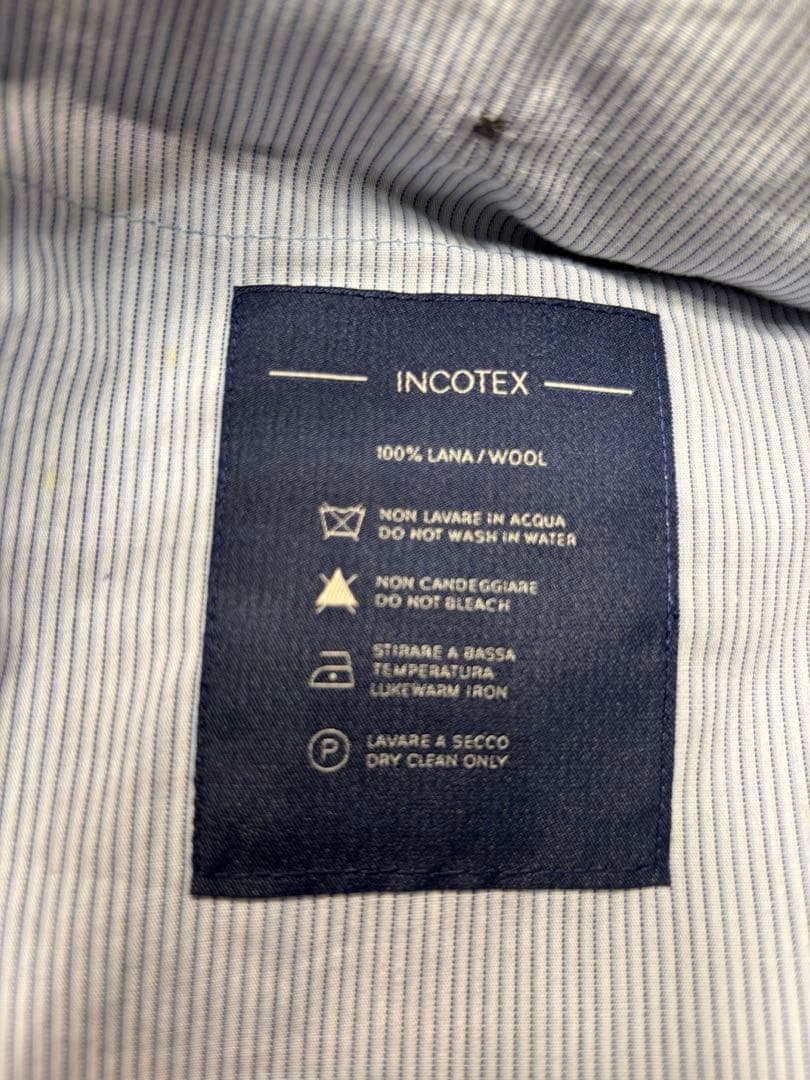 INCOTEX
100% LANA / WOOL
NON LAVARE IN ACQUA
DO NOT WASH IN WATER
NON CANDEGGIARE
DO NOT BLEACH
STIRARE A BASSA
TEMPERATURA
LUKEWARM IRON
P
LAVARE A SECCO
DRY CLEAN ONLY